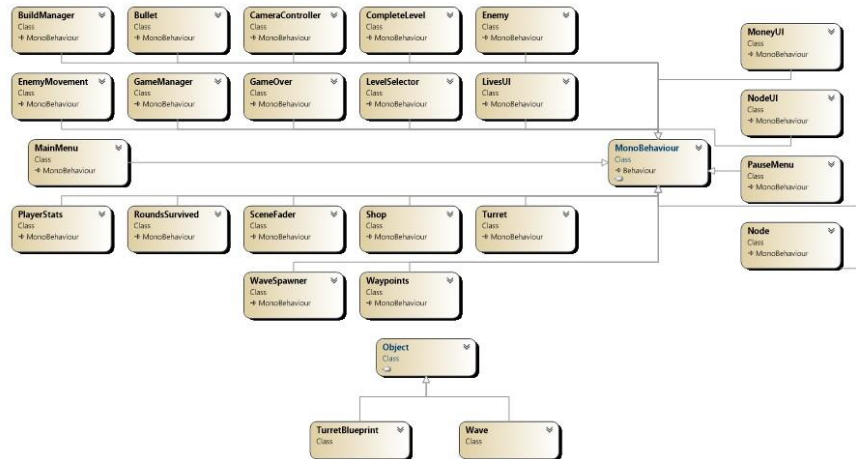 BuildManager
Class
MonoBehaviour
Bullet
Class
MonoBehaviour
CameraController
Class
MonoBehaviour
CompleteLevel
Class
MonoBehaviour
Enemy
Class
MonoBehaviour
MoneyUI
Class
MonoBehaviour
EnemyMovement
Class
MonoBehaviour
GameManager
Class
MonoBehaviour
GameOver
Class
MonoBehaviour
LevelSelector
Class
MonoBehaviour
LivesUI
Class
MonoBehaviour
NodeUI
Class
MonoBehaviour
MainMenu
Class
MonoBehaviour
MonoBehaviour
Class
Behaviour
PauseMenu
Class
MonoBehaviour
PlayerStats
Class
MonoBehaviour
RoundsSurvived
Class
MonoBehaviour
SceneFader
Class
MonoBehaviour
Shop
Class
MonoBehaviour
Turret
Class
MonoBehaviour
Node
Class
MonoBehaviour
WaveSpawner
Class
MonoBehaviour
Waypoints
Class
MonoBehaviour
Object
Class
TurretBlueprint
Class
Wave
Class